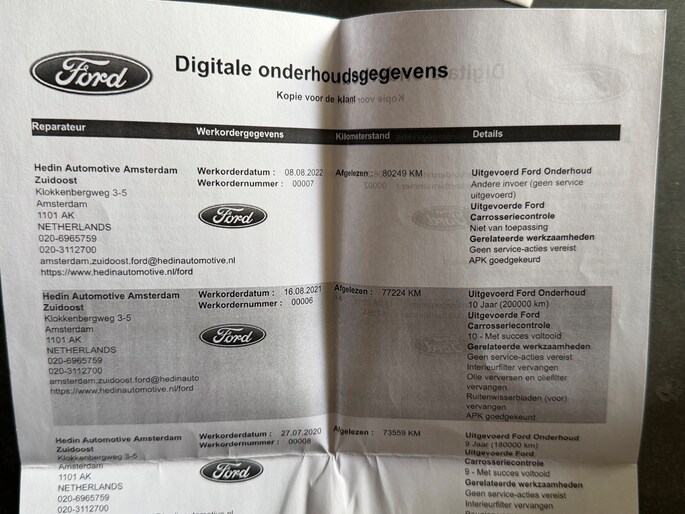 Ford
Digitale onderhoudsgegevens
Kopie voor de klant
Reparateur Werkordergegevens Kilometerstand Details
Hedin Automotive Amsterdam
Zuidoost
Klokkenbergweg 3-5
Amsterdam
1101 AK
NETHERLANDS
020-6965759
020-3112700
amsterdam.zuidoost.ford@hedinautomotive.nl
https://www.hedinautomotive.nl/ford
Werkorderdatum : 08.08.2022
Werkordernummer : 00007
Ford
Afgelezen : 80249 KM
Uitgevoerd Ford Onderhoud
Andere invoer (geen service
uitgevoerd)
Uitgevoerde Ford
Carrosseriecontrole
Niet van toepassing
Gerelateerde werkzaamheden
Geen service-acties vereist
APK goedgekeurd
Hedin Automotive Amsterdam
Zuidoost
Klokkenbergweg 3-5
Amsterdam
1101 AK
NETHERLANDS
020-6965759
020-3112700
amsterdam.zuidoost.ford@hedinauto
https://www.hedinautomotive.nl/ford
Werkorderdatum : 16.08.2021
Werkordernummer : 00006
Ford
Afgelezen : 77224 KM
Uitgevoerd Ford Onderhoud
10 Jaar (200000 km)
Uitgevoerde Ford
Carrosseriecontrole
10 - Met succes voltooid
Gerelateerde werkzaamheden
Geen service-acties vereist
Interieurfilter vervangen
Olie verversen en oliefilter
vervangen
Ruitenwisserbladen (voor)
vervangen
APK goedgekeurd
Hedin Automotive Amsterdam
Zuidoost
Klokkenbergweg 3-5
Amsterdam
1101 AK
NETHERLANDS
020-6965759
020-3112700
Werkorderdatum : 27.07.2020
Werkordernummer : 00008
Ford
Afgelezen : 73559 KM
Uitgevoerd Ford Onderhoud
9 Jaar (180000 km)
Uitgevoerde Ford
Carrosseriecontrole
9 - Met succes voltooid
Gerelateerde werkzaamheden
Geen service-acties vereist
Interieurfilter vervangen